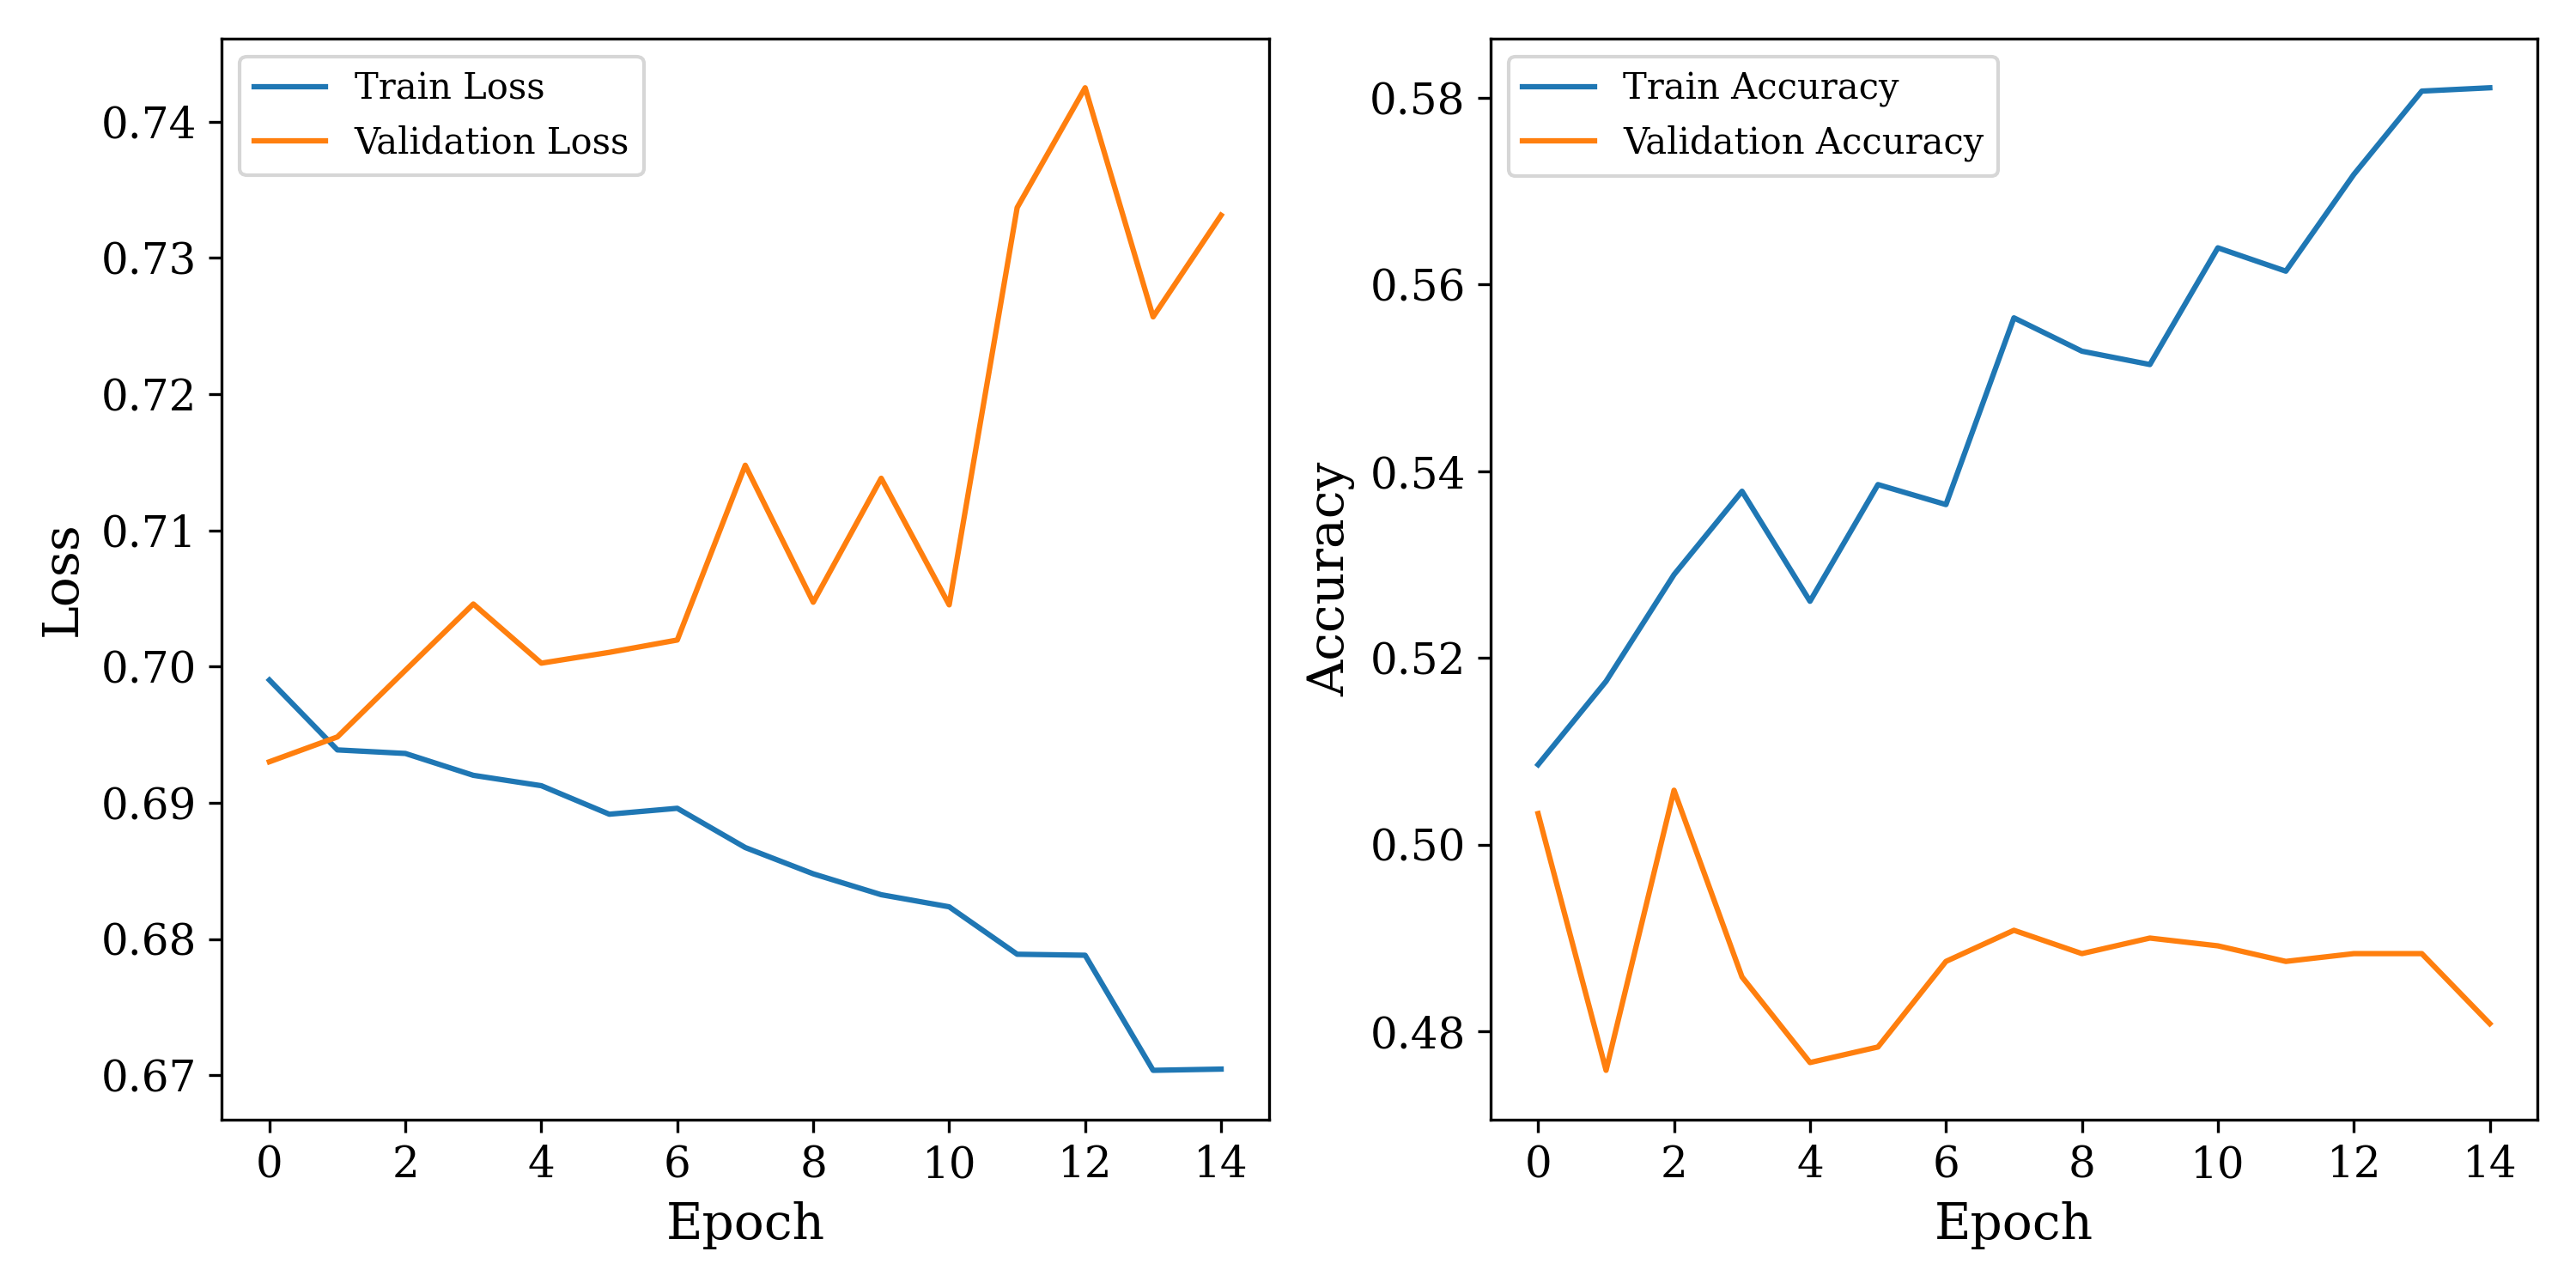 Train Loss
Validation Loss
0.74
0.73
0.72
0.71
0.70
0.69
0.68
0.67
Loss
0 2 4 6 8 10 12 14
Epoch
Train Accuracy
Validation Accuracy
0.58
0.56
0.54
0.52
0.50
0.48
Accuracy
0 2 4 6 8 10 12 14
Epoch